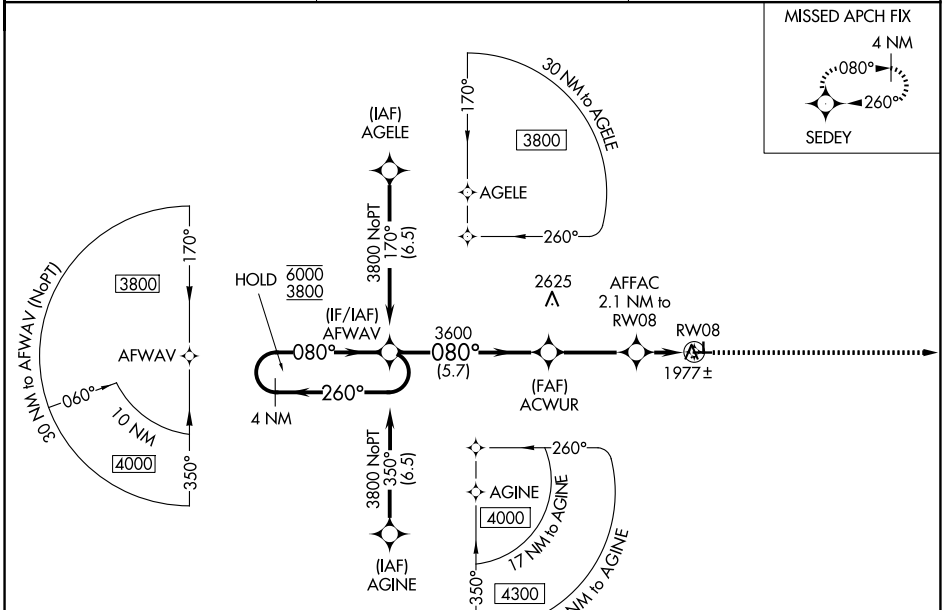 MISSED APCH FIX
4 NM
080°
260°
SEDEY
(IAF)
AGELE
170°
30 NM to AGELE
3800
AGELE
260°
3800 NoPT
170°
(6.5)
30 NM to AFWAV (NoPT)
170°
3800
AFWAV
060°
10 NM
4000
350°
HOLD
6000
3800
(IF/IAF)
AFWAV
080°
260°
4 NM
3600
080°
(5.7)
2625
(FAF)
ACWUR
AFFAC
2.1 NM to
RW08
RW08
1977±
3800 NoPT
350°
(6.5)
(IAF)
AGINE
260°
AGINE
4000
17 NM to AGINE
350°
4300
NM to AGINE